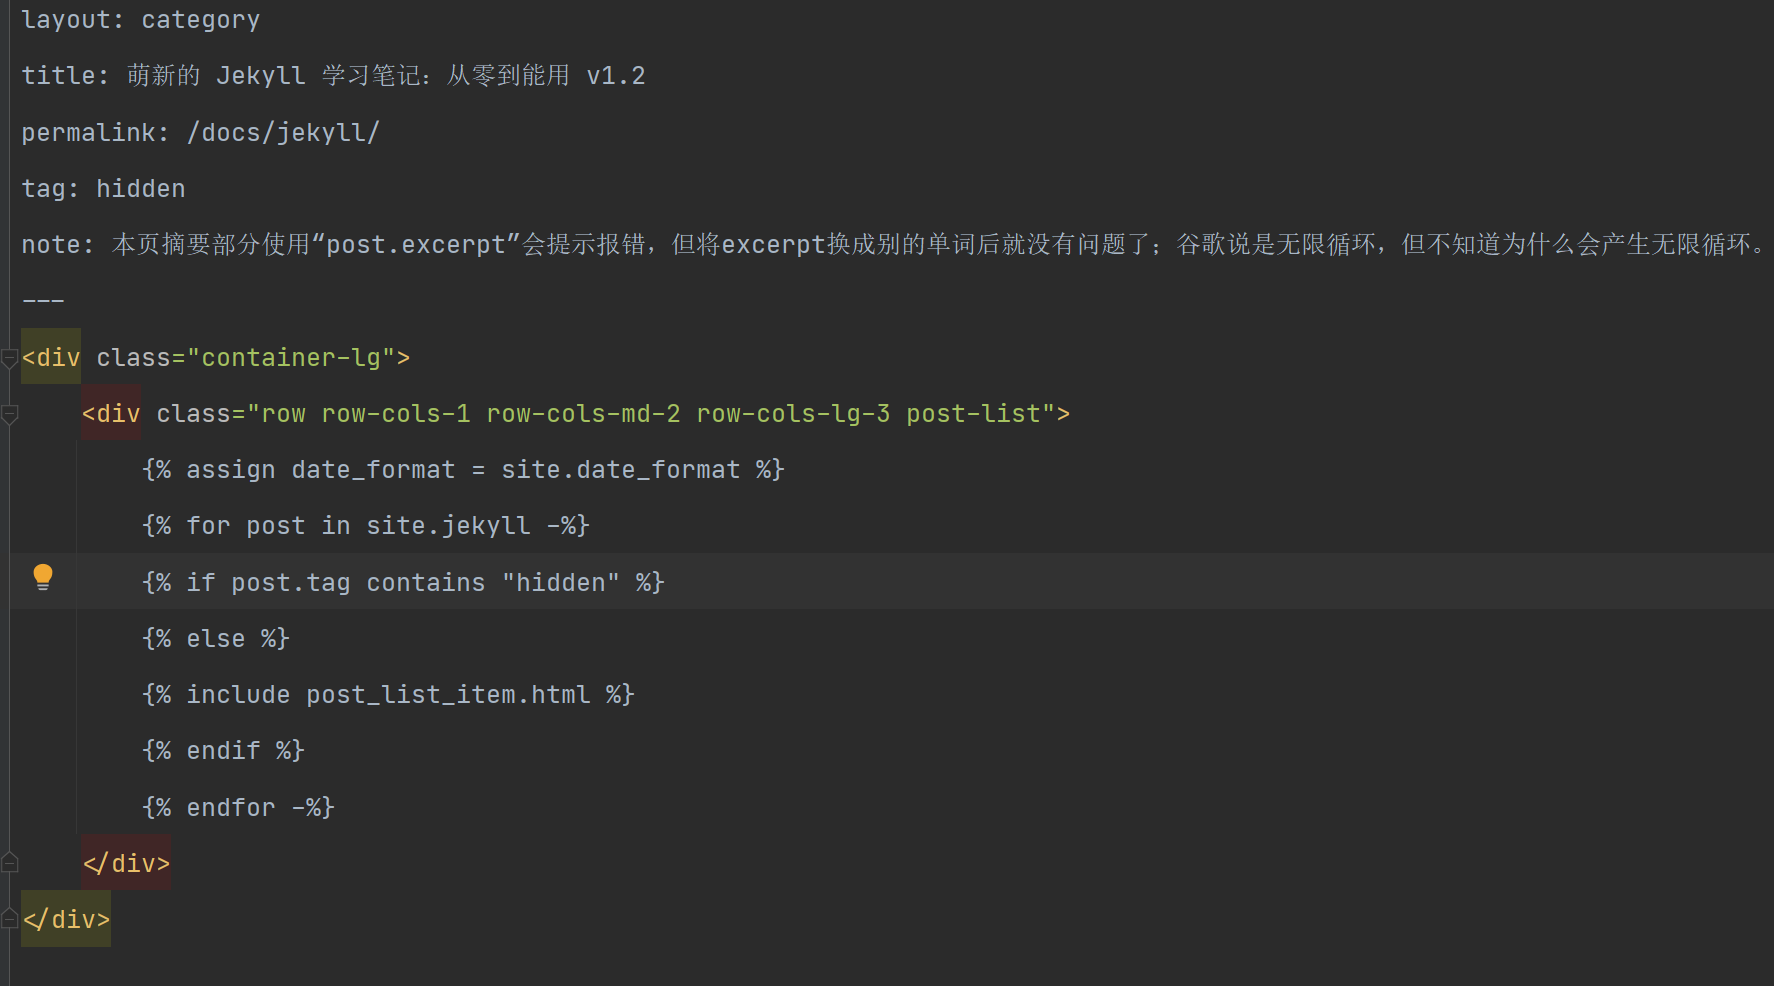 layout: category
title: 萌新的 Jekyll 学习笔记：从零到能用 v1.2
permalink: /docs/jekyll/
tag: hidden
note: 本页摘要部分使用“post.excerpt”会提示报错，但将excerpt换成别的单词后就没有问题了；谷歌说是无限循环，但不知道为什么会产生无限循环。
---
<div class="container-lg">
<div class="row row-cols-1 row-cols-md-2 row-cols-lg-3 post-list">
{% assign date_format = site.date_format %}
{% for post in site.jekyll -%}
{% if post.tag contains "hidden" %}
{% else %}
{% include post_list_item.html %}
{% endif %}
{% endfor -%}
</div>
</div>